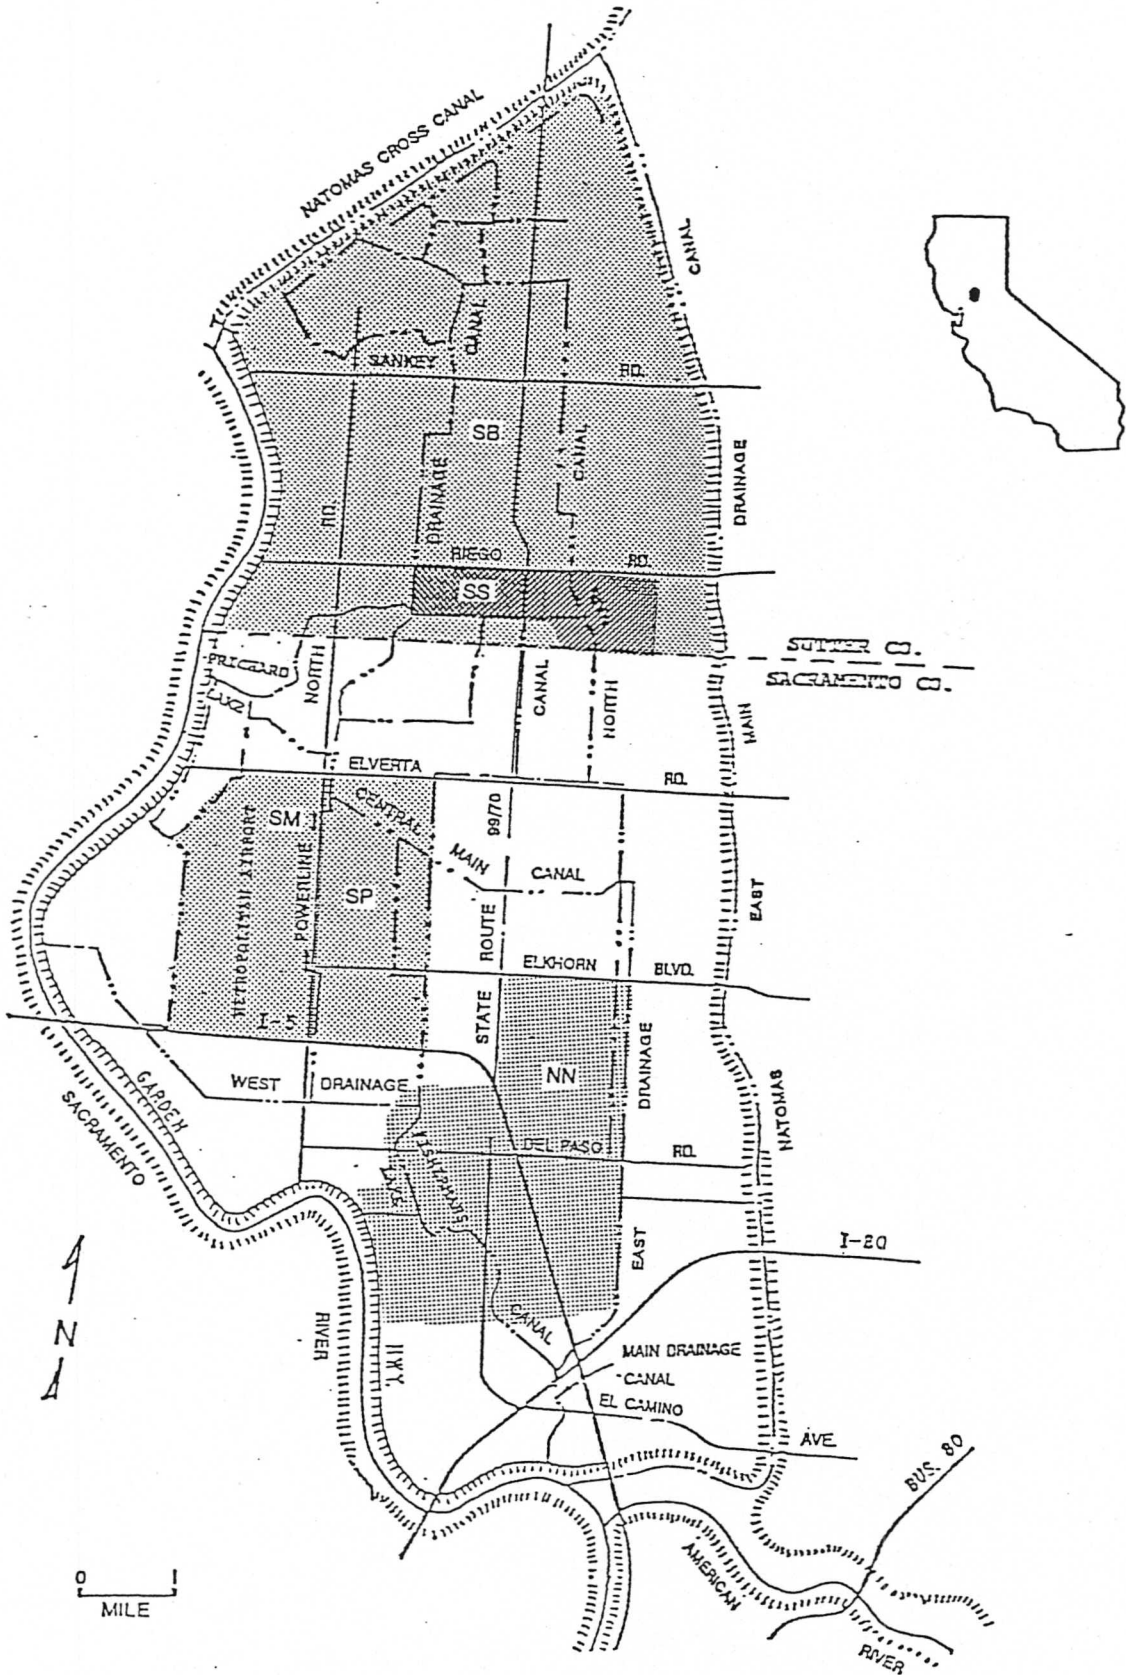 NATOMAS CROSS CANAL
CANAL
CANAL
SANKEY
RD.
SB
CANAL
DRAINAGE
DRAINAGE
RD.
RIEGO
RD.
SS
SUTTER CO.
SACRAMENTO CO.
PRICHARD
LAKE
NORTH
CANAL
NORTH
MAIN
ELVERTA
RD.
SM
CENTRAL
99/70
METROPOLITAN AIRPORT
POWERLINE
MAIN
CANAL
SP
EAST
ROUTE
ELKHORN
BLVD.
STATE
I-5
NN
DRAINAGE
WEST
DRAINAGE
GARDEN
NATOMAS
SACRAMENTO
DEL PASO
RD.
FISHERMANS
LAKE
EAST
I-80
N
RIVER
HWY.
CANAL
MAIN DRAINAGE
CANAL
EL CAMINO
AVE
BUS. 80
0 1
MILE
AMERICAN
RIVER